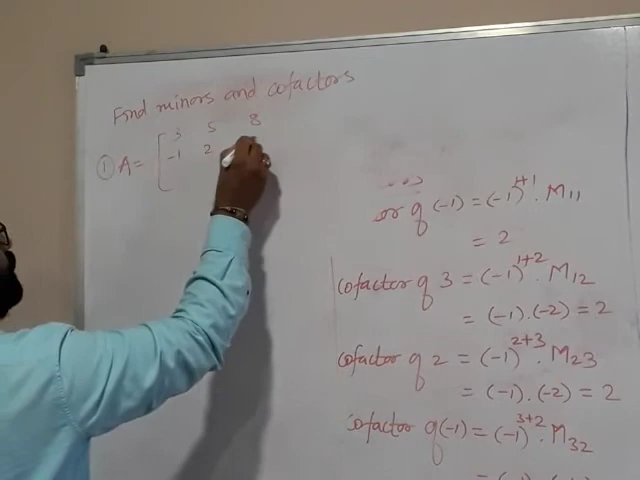 Find minors and cofactors
① A = [ 3 5 8
-1 2
or of (-1) = (-1)^1+1 . M11
= 2
cofactor of 3 = (-1)^1+2 . M12
= (-1).(-2) = 2
cofactor of 2 = (-1)^2+3 . M23
= (-1).(-2) = 2
cofactor of (-1) = (-1)^3+2 . M32